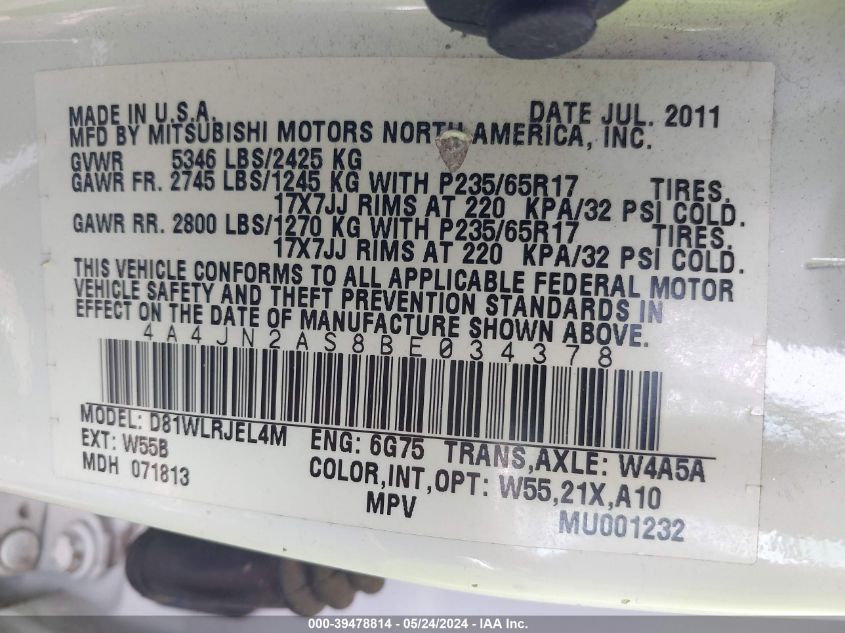 MADE IN U.S.A. DATE JUL. 2011
MFD BY MITSUBISHI MOTORS NORTH AMERICA, INC.
GVWR 5346 LBS/2425 KG
GAWR FR. 2745 LBS/1245 KG WITH P235/65R17 TIRES.
17X7JJ RIMS AT 220 KPA/32 PSI COLD.
GAWR RR. 2800 LBS/1270 KG WITH P235/65R17 TIRES.
17X7JJ RIMS AT 220 KPA/32 PSI COLD.
THIS VEHICLE CONFORMS TO ALL APPLICABLE FEDERAL MOTOR
VEHICLE SAFETY AND THEFT PREVENTION STANDARDS IN
EFFECT ON THE DATE OF MANUFACTURE SHOWN ABOVE.
4A4JN2AS8BE034378
MODEL: D81WLRJEL4M ENG: 6G75 TRANS,AXLE: W4A5A
EXT: W55B COLOR,INT,OPT: W55,21X,A10
MDH 071813 MPV MU001232
000-39478814 - 05/24/2024 - IAA Inc.